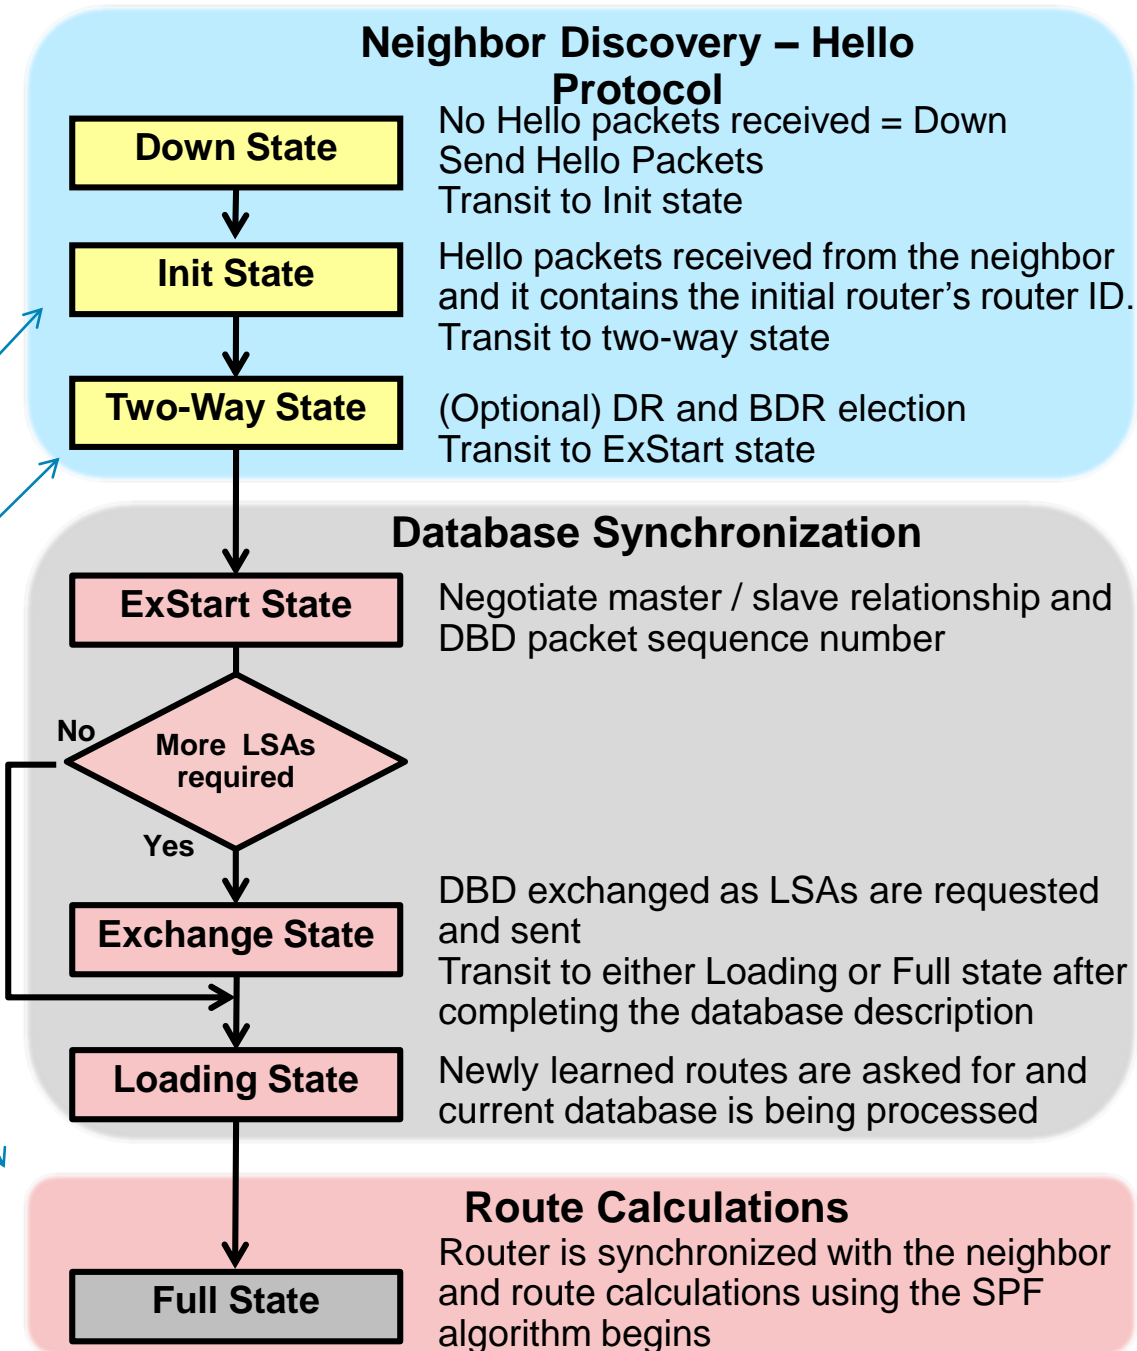 Neighbor Discovery – Hello
Protocol
Down State
No Hello packets received = Down
Send Hello Packets
Transit to Init state
Init State
Hello packets received from the neighbor
and it contains the initial router’s router ID.
Transit to two-way state
Two-Way State
(Optional) DR and BDR election
Transit to ExStart state
Database Synchronization
ExStart State
Negotiate master / slave relationship and
DBD packet sequence number
No
More LSAs
required
Yes
Exchange State
DBD exchanged as LSAs are requested
and sent
Transit to either Loading or Full state after
completing the database description
Loading State
Newly learned routes are asked for and
current database is being processed
Route Calculations
Full State
Router is synchronized with the neighbor
and route calculations using the SPF
algorithm begins